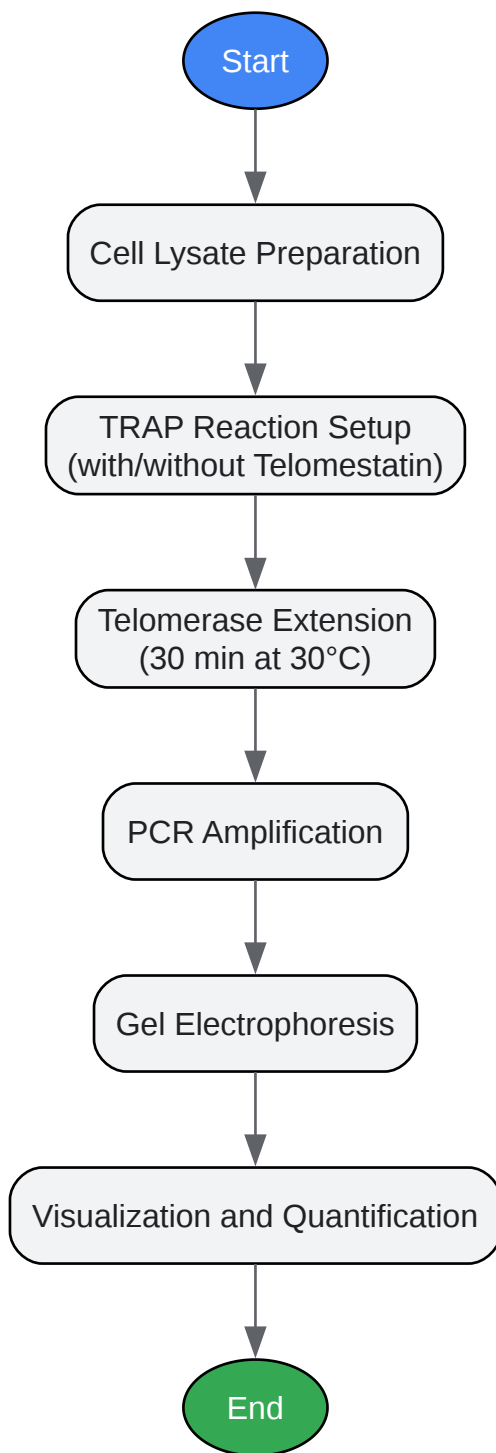 Start
Cell Lysate Preparation
TRAP Reaction Setup
(with/without Telomestatin)
Telomerase Extension
(30 min at 30°C)
PCR Amplification
Gel Electrophoresis
Visualization and Quantification
End